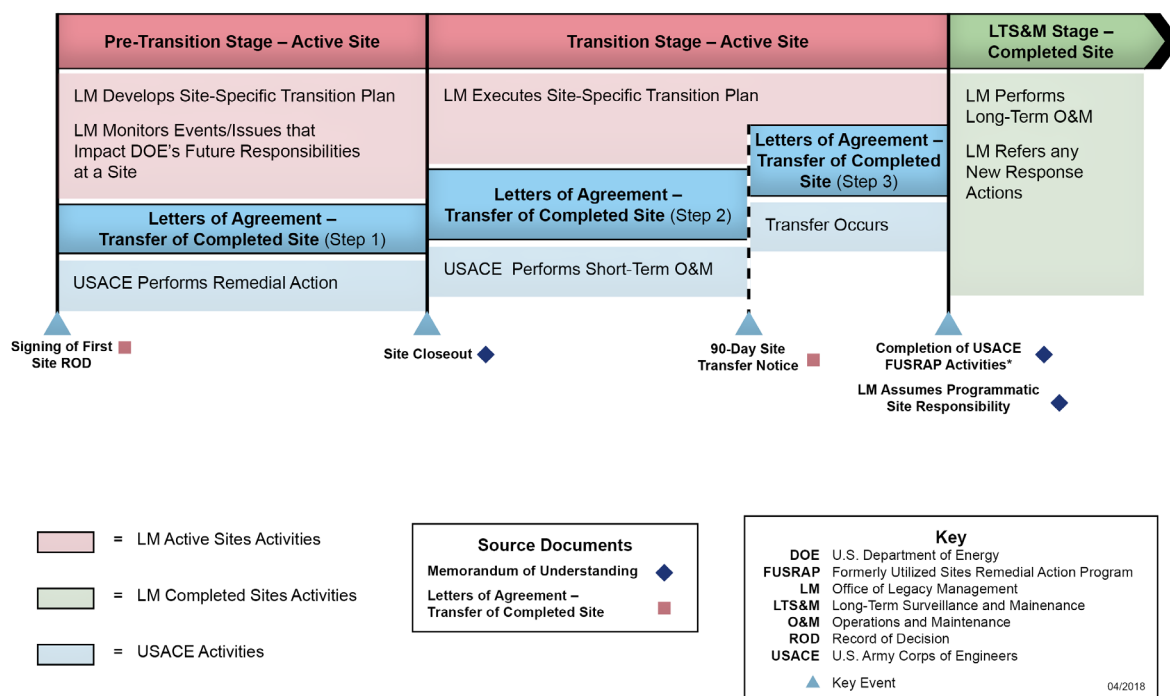 Pre-Transition Stage – Active Site
Transition Stage – Active Site
LTS&M Stage –
Completed Site
LM Develops Site-Specific Transition Plan
LM Monitors Events/Issues that
Impact DOE's Future Responsibilities
at a Site
LM Executes Site-Specific Transition Plan
LM Performs
Long-Term O&M
LM Refers any
New Response
Actions
Letters of Agreement –
Transfer of Completed Site (Step 1)
Letters of Agreement –
Transfer of Completed Site (Step 2)
Letters of Agreement –
Transfer of Completed
Site (Step 3)
USACE Performs Remedial Action
USACE Performs Short-Term O&M
Transfer Occurs
Signing of First
Site ROD
Site Closeout
90-Day Site
Transfer Notice
Completion of USACE
FUSRAP Activities*
LM Assumes Programmatic
Site Responsibility
= LM Active Sites Activities
= LM Completed Sites Activities
= USACE Activities
Source Documents
Memorandum of Understanding
Letters of Agreement –
Transfer of Completed Site
Key
DOE U.S. Department of Energy
FUSRAP Formerly Utilized Sites Remedial Action Program
LM Office of Legacy Management
LTS&M Long-Term Surveillance and Mainenance
O&M Operations and Maintenance
ROD Record of Decision
USACE U.S. Army Corps of Engineers
Key Event
04/2018